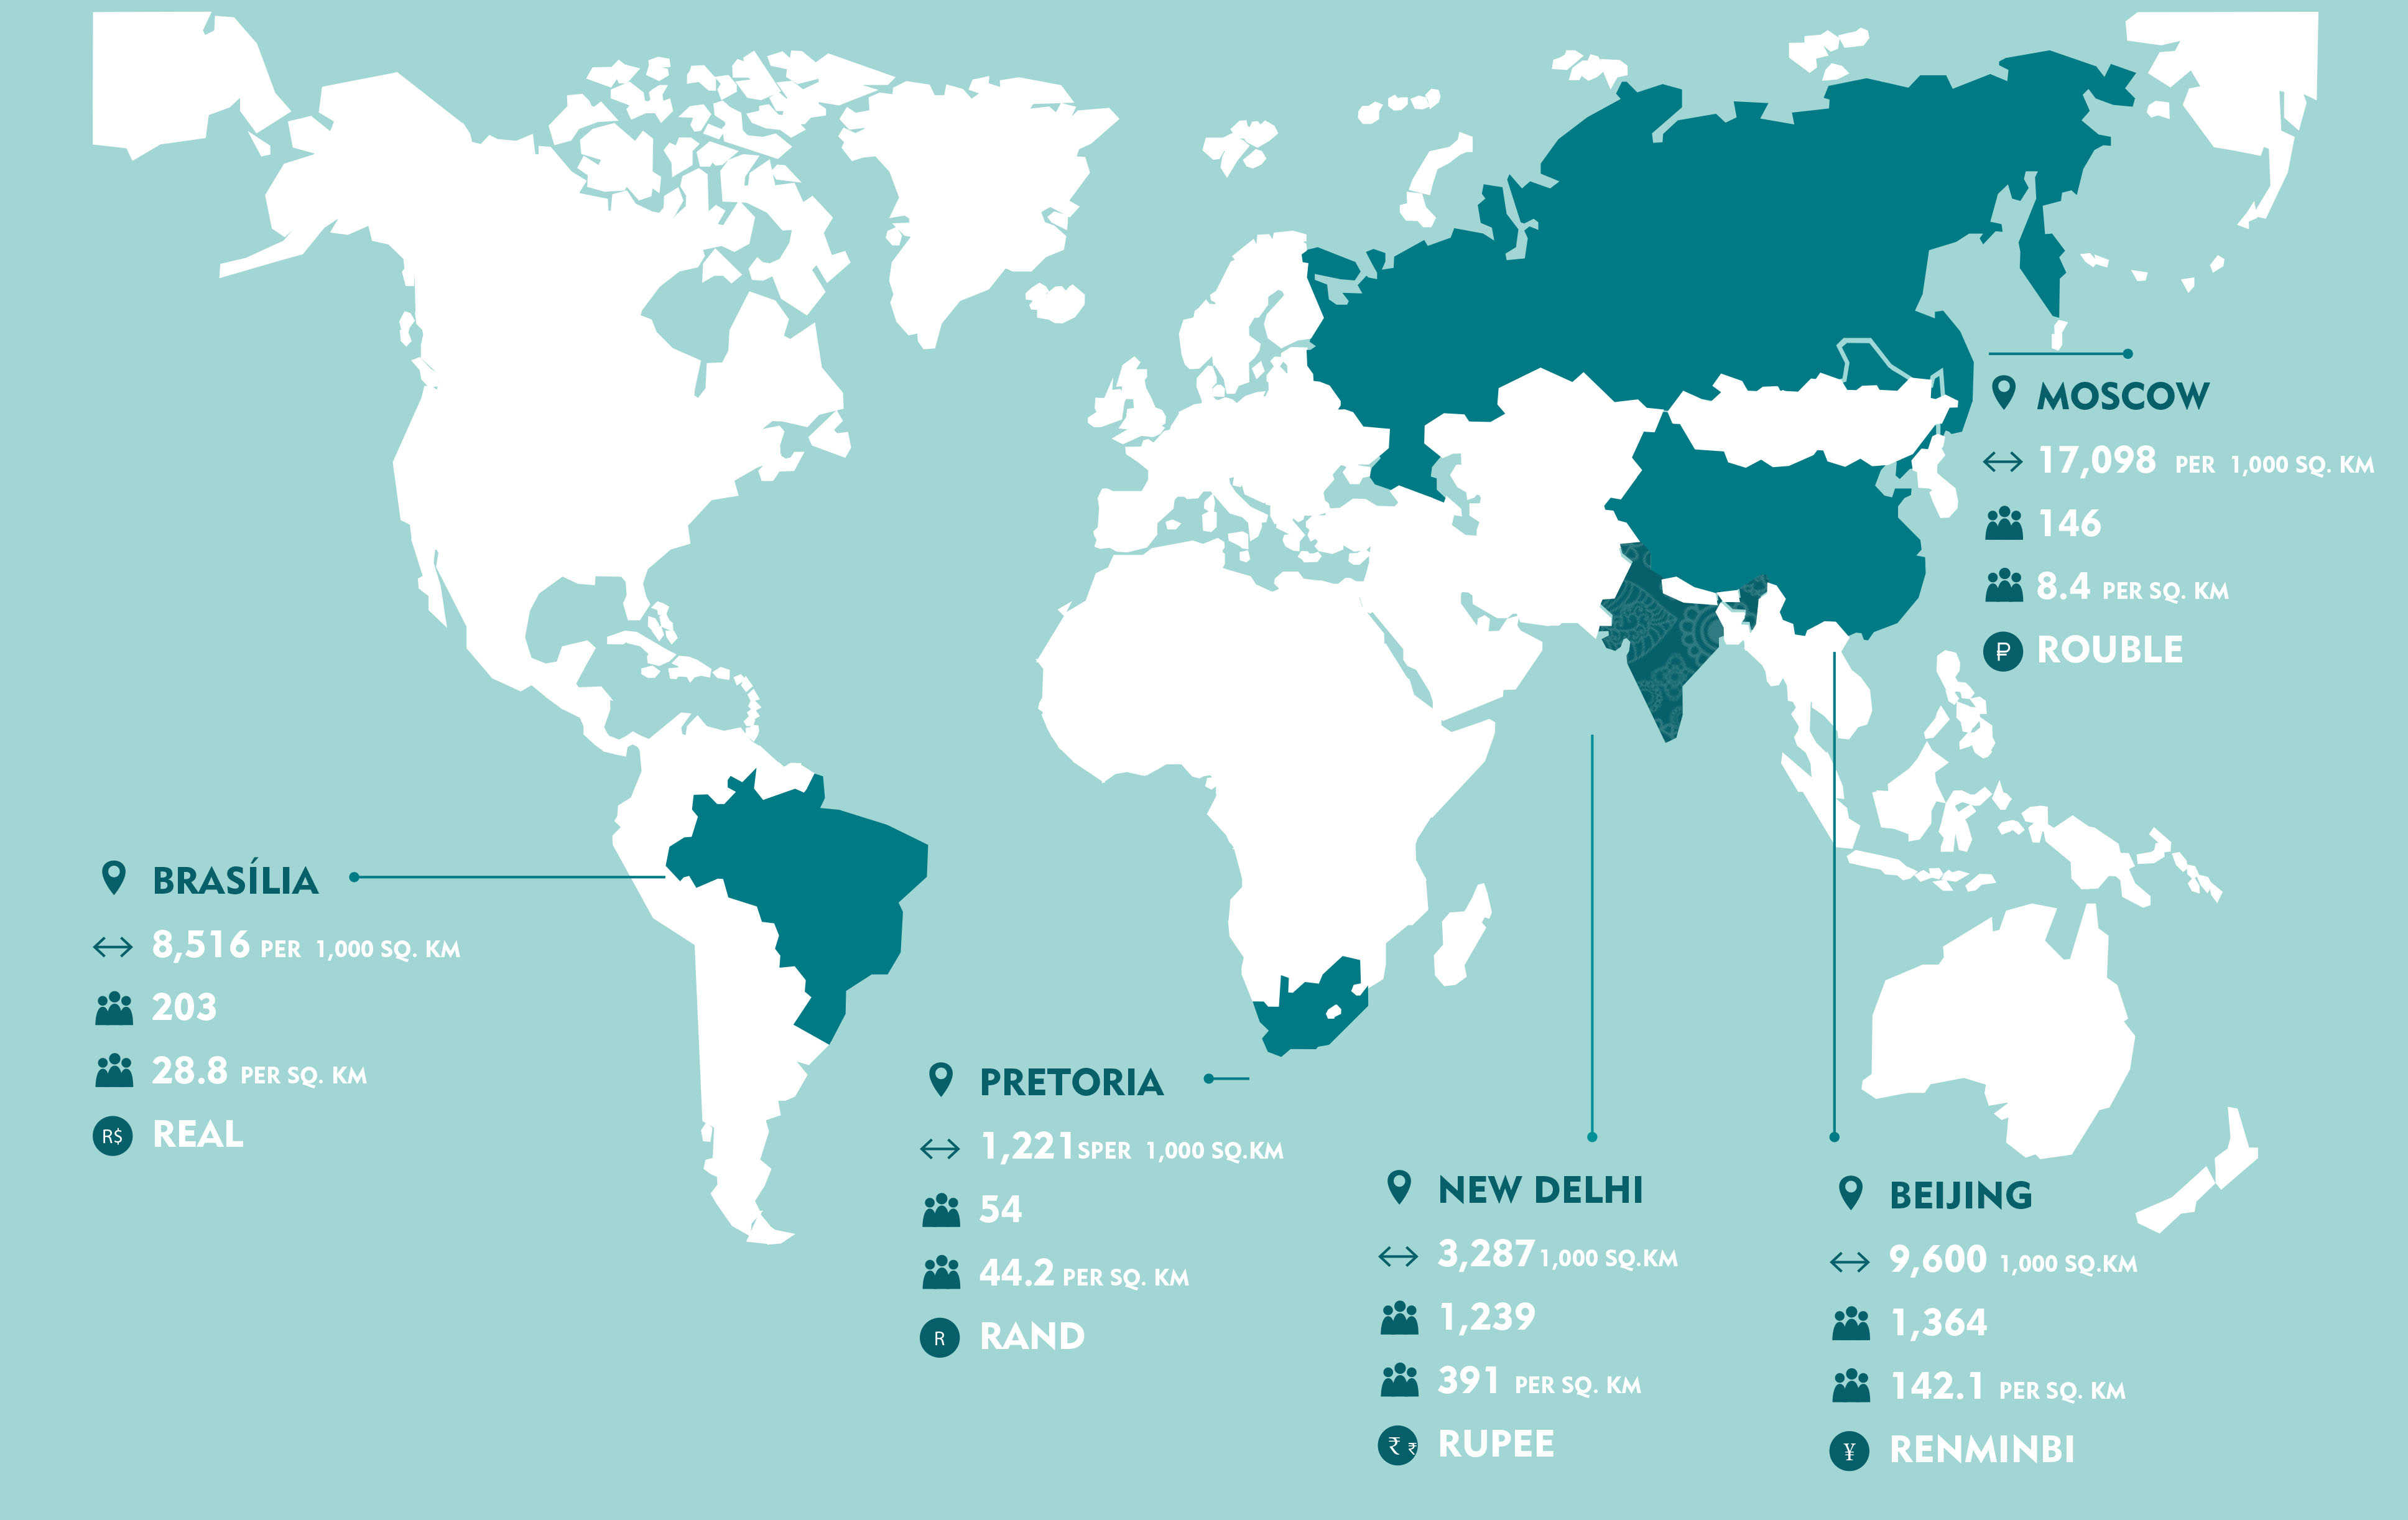 MOSCOW
17,098 PER 1,000 SQ. KM
146
8.4 PER SQ. KM
₽ ROUBLE
BRASÍLIA
8,516 PER 1,000 SQ. KM
203
28.8 PER SQ. KM
R$ REAL
PRETORIA
1,221SPER 1,000 SQ.KM
54
44.2 PER SQ. KM
R RAND
NEW DELHI
3,287 1,000 SQ.KM
1,239
391 PER SQ. KM
₹ ₹ RUPEE
BEIJING
9,600 1,000 SQ.KM
1,364
142.1 PER SQ. KM
¥ RENMINBI